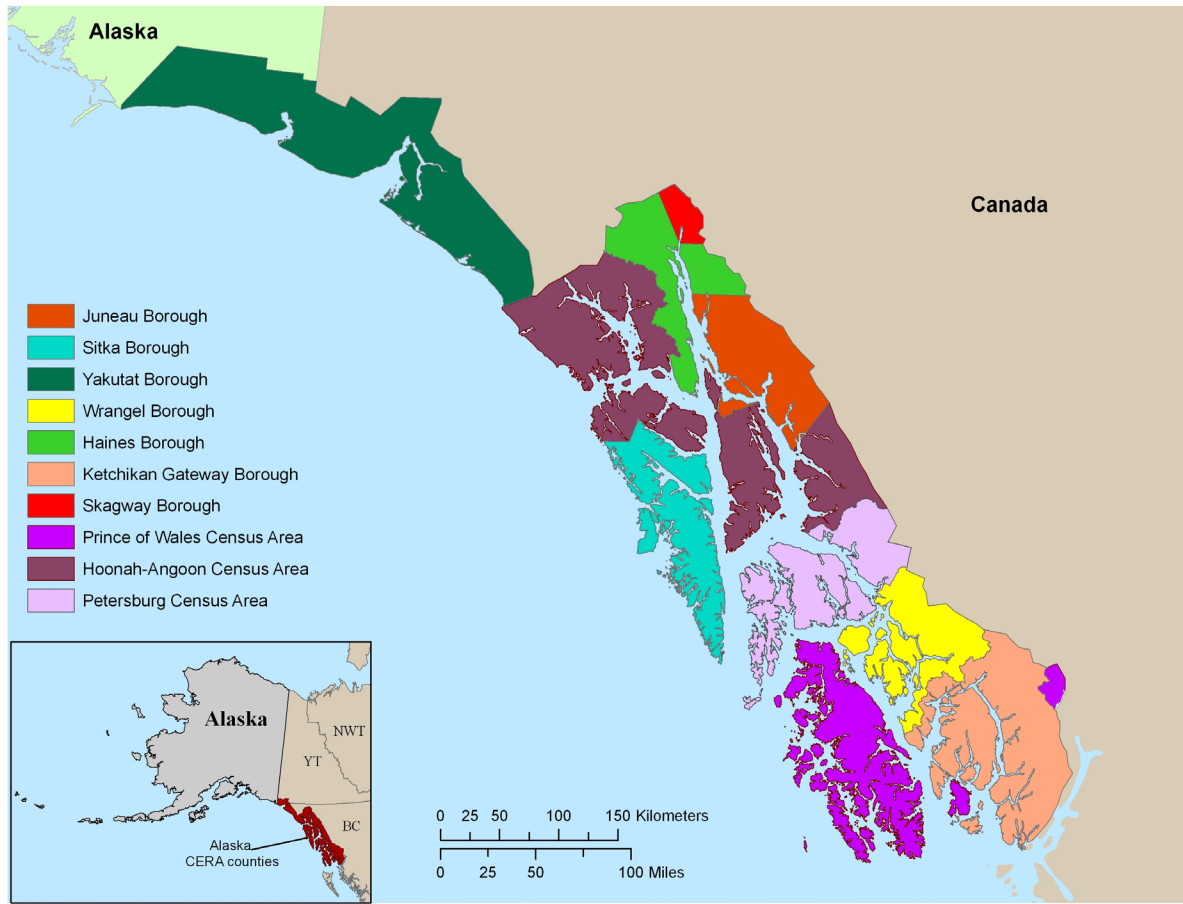 Alaska
Canada
Juneau Borough
Sitka Borough
Yakutat Borough
Wrangel Borough
Haines Borough
Ketchikan Gateway Borough
Skagway Borough
Prince of Wales Census Area
Hoonah-Angoon Census Area
Petersburg Census Area
Alaska
NWT
YT
BC
Alaska
CERA counties
0 25 50 100 150 Kilometers
0 25 50 100 Miles